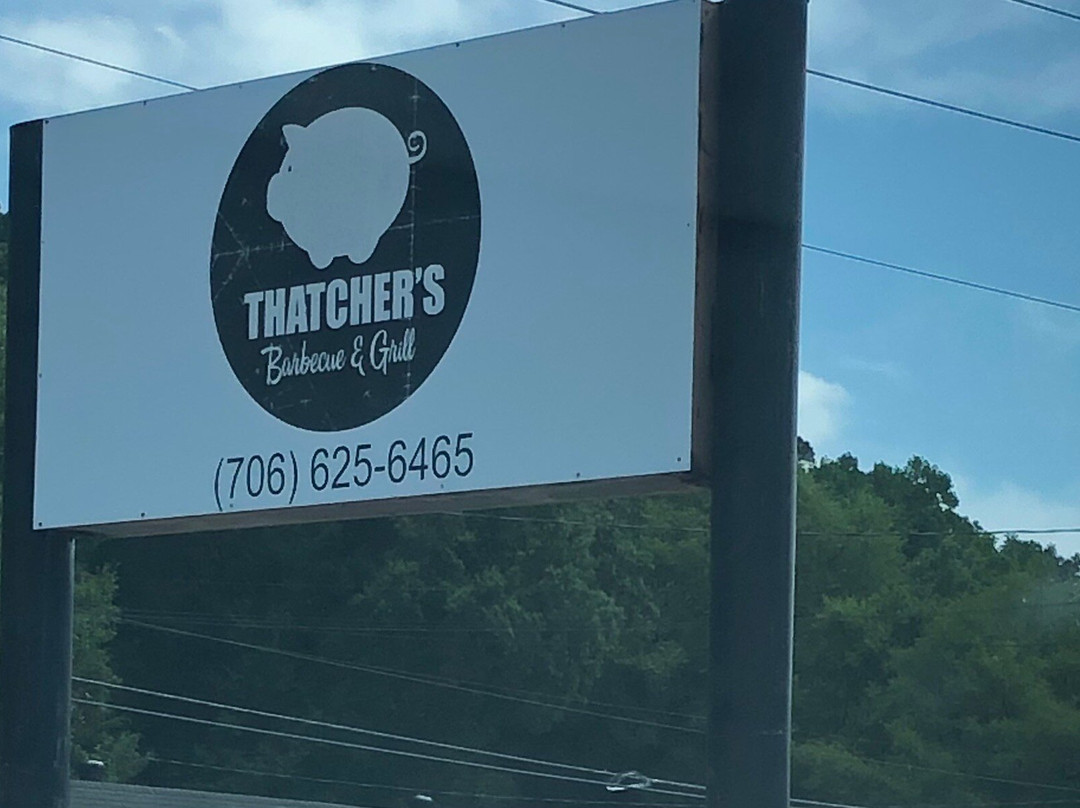 THATCHER'S
Barbecue & Grill
(706) 625-6465